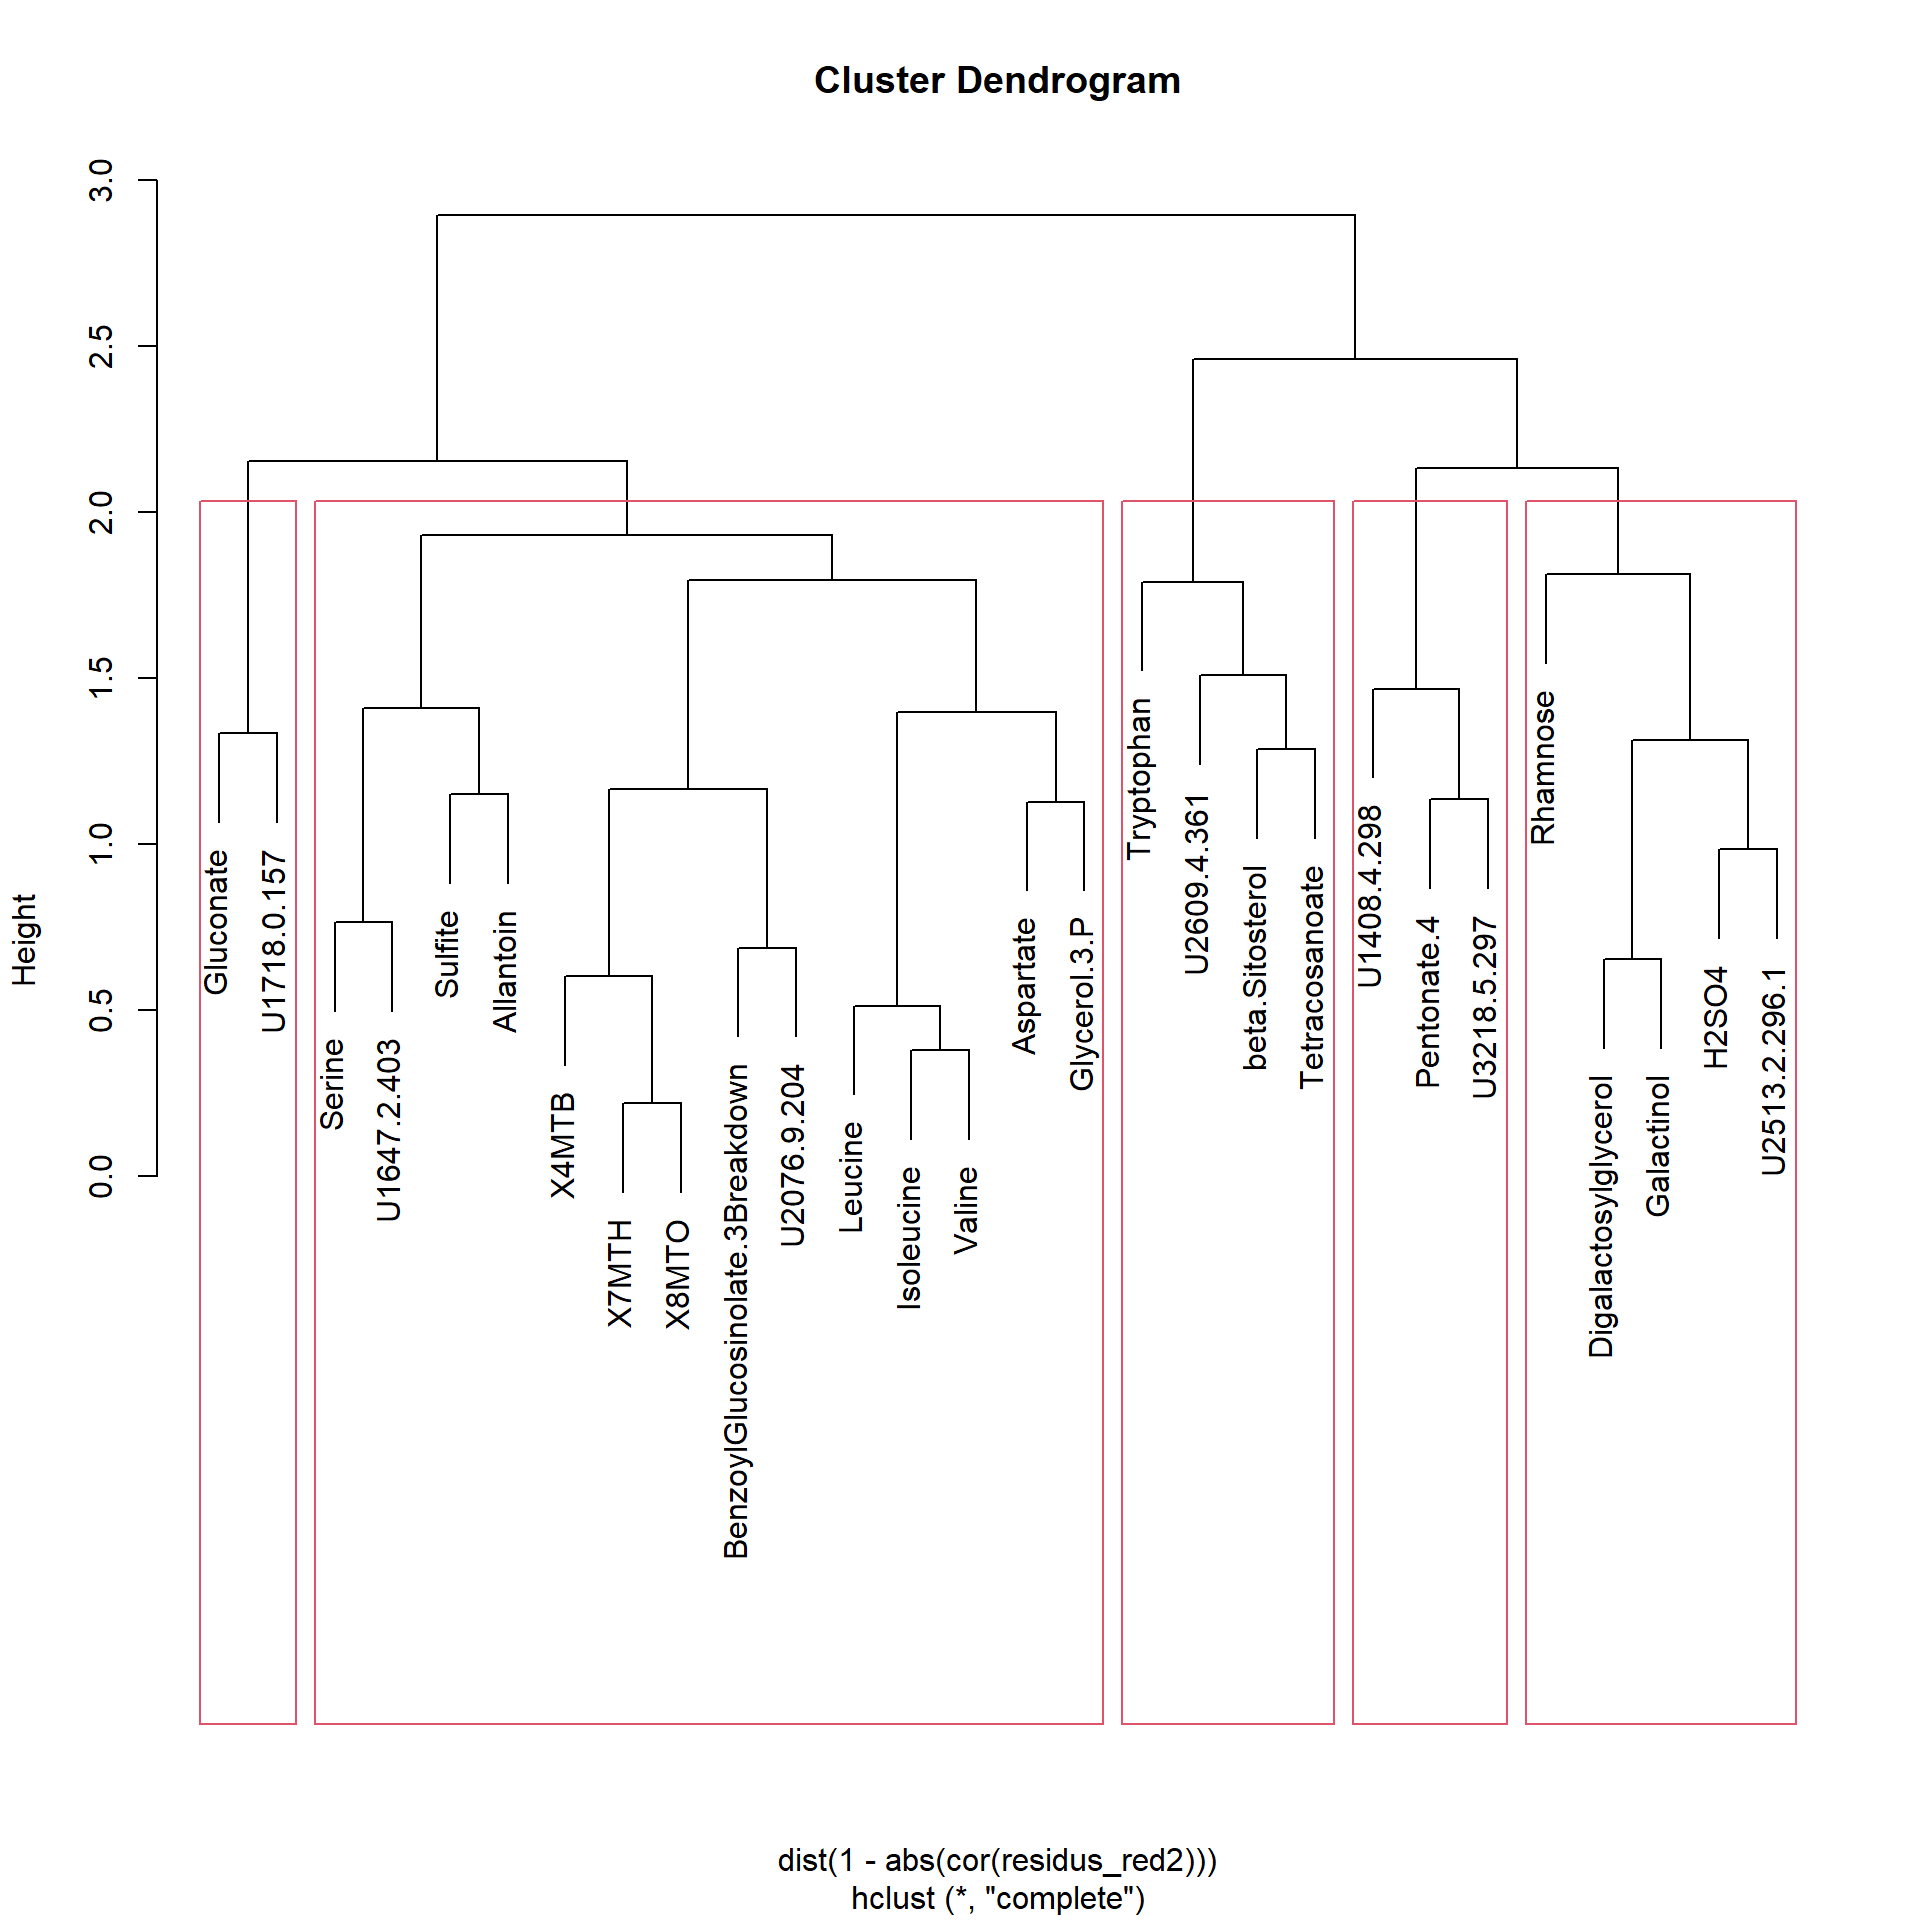 Cluster Dendrogram
Height
3.0
2.5
2.0
1.5
1.0
0.5
0.0
Gluconate
U1718.0.157
Serine
U1647.2.403
Sulfite
Allantoin
X4MTB
X7MTH
X8MTO
BenzoylGlucosinolate.3Breakdown
U2076.9.204
Leucine
Isoleucine
Valine
Aspartate
Glycerol.3.P
Tryptophan
U2609.4.361
beta.Sitosterol
Tetracosanoate
U1408.4.298
Pentonate.4
U3218.5.297
Rhamnose
Digalactosylglycerol
Galactinol
H2SO4
U2513.2.296.1
dist(1 - abs(cor(residus_red2)))
hclust (*, "complete")